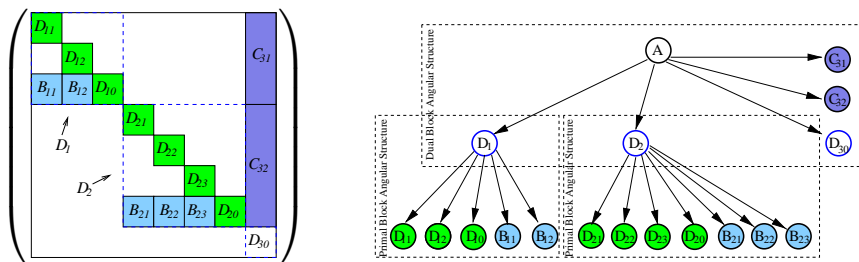 D11
C31
D12
B11 B12 D10
D21
D1
D22
C32
D2
D23
B21 B22 B23 D20
D30
Dual Block Angular Structure
A
C31
C32
D30
Primal Block Angular Structure
D1
D11 D12 D10 B11 B12
Primal Block Angular Structure
D2
D21 D22 D23 D20 B21 B22 B23